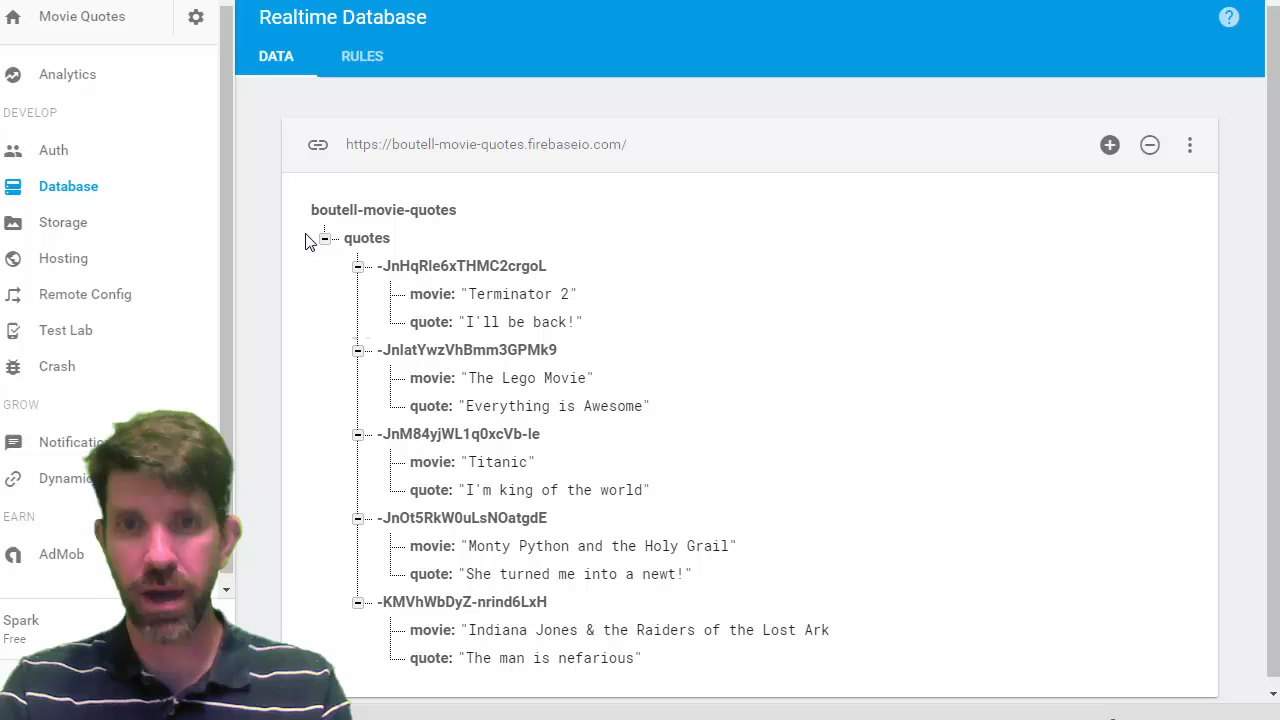 Movie Quotes
Analytics
DEVELOP
Auth
Database
Storage
Hosting
Remote Config
Test Lab
Crash
GROW
Notificatio
Dynamic
EARN
AdMob
Spark
Free
Realtime Database
DATA
RULES
https://boutell-movie-quotes.firebaseio.com/
boutell-movie-quotes
quotes
-JnHqRle6xTHMC2crgoL
movie: "Terminator 2"
quote: "I'll be back!"
-JnlatYwzVhBmm3GPMk9
movie: "The Lego Movie"
quote: "Everything is Awesome"
-JnM84yjWL1q0xcVb-le
movie: "Titanic"
quote: "I'm king of the world"
-JnOt5RkW0uLsNOatgdE
movie: "Monty Python and the Holy Grail"
quote: "She turned me into a newt!"
-KMVhWbDyZ-nrind6LxH
movie: "Indiana Jones & the Raiders of the Lost Ark
quote: "The man is nefarious"